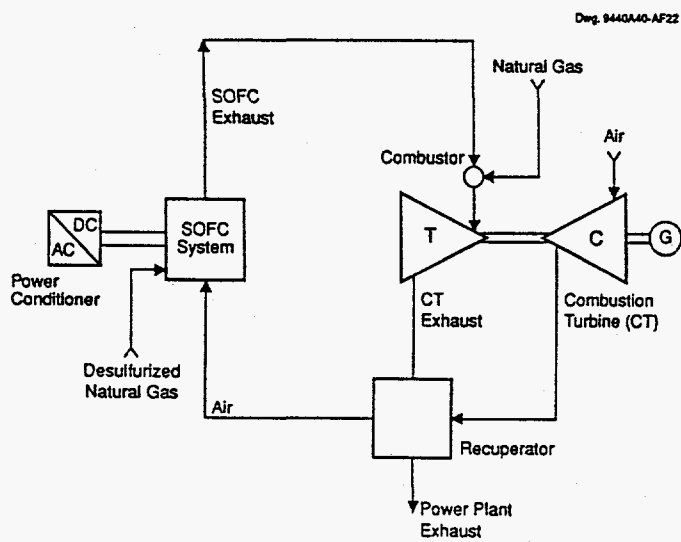 Dwg. 9440A40-AF22
Natural Gas
SOFC
Exhaust
Air
Combustor
DC
AC
SOFC
System
T
C
G
Power
Conditioner
CT
Exhaust
Combustion
Turbine (CT)
Desulfurized
Natural Gas
Air
Recuperator
Power Plant
Exhaust